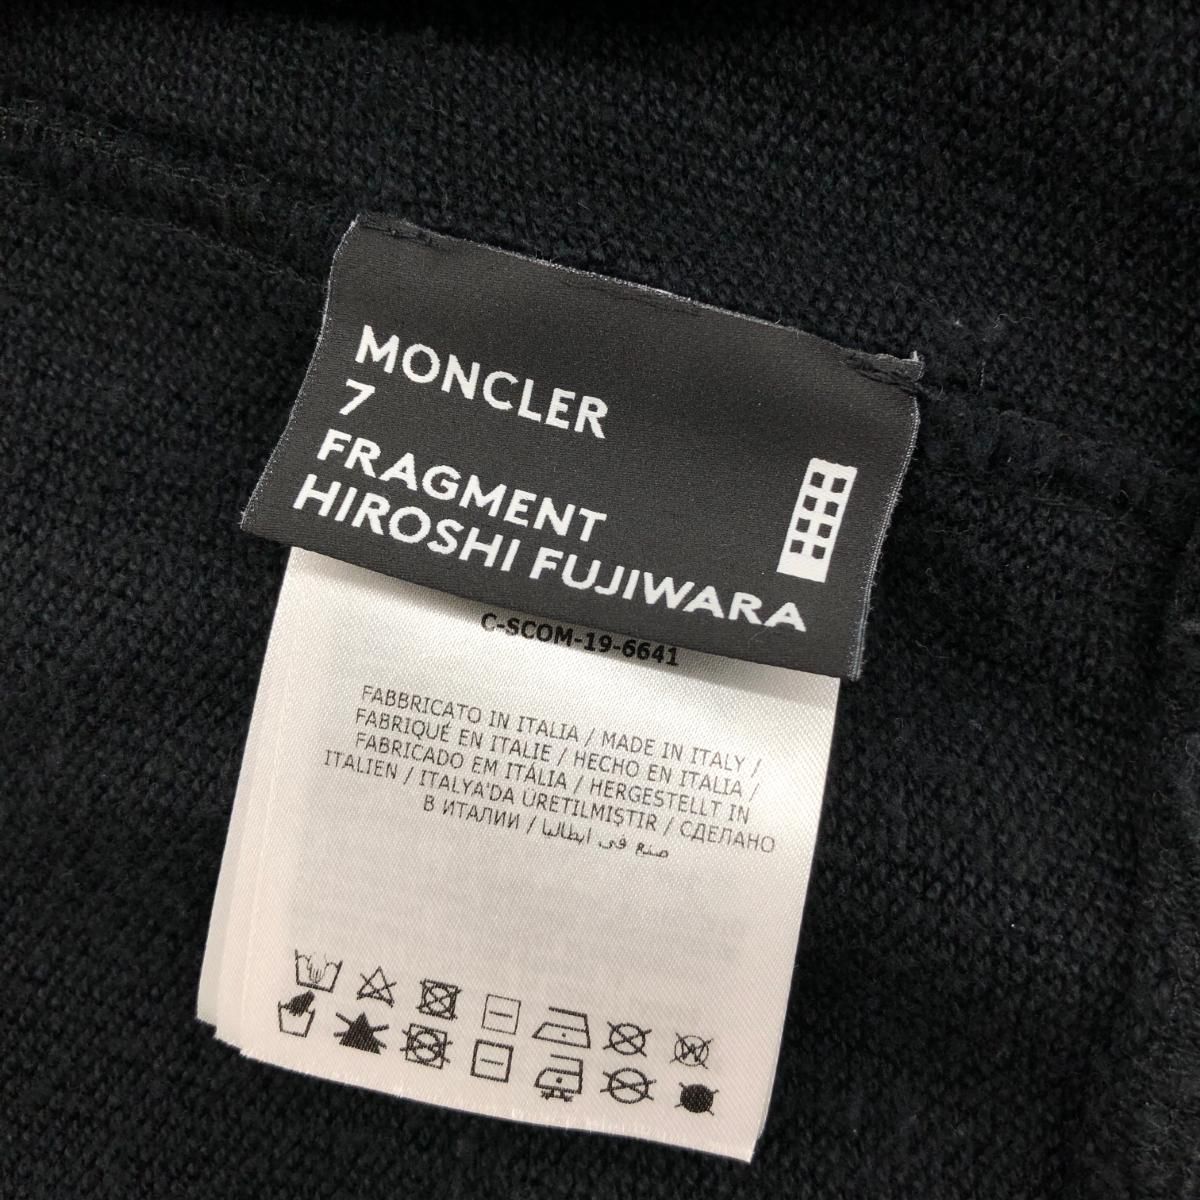 MONCLER
7
FRAGMENT
HIROSHI FUJIWARA
C-SCOM-19-6641
FABBRICATO IN ITALIA / MADE IN ITALY /
FABRIQUÉ EN ITALIE / HECHO EN ITALIA /
FABRICADO EM ITÁLIA / HERGESTELLT IN
ITALIEN / ITALYA'DA ÜRETILMIŞTIR / СДЕЛАНО
В ИТАЛИИ / صنع في ايطاليا